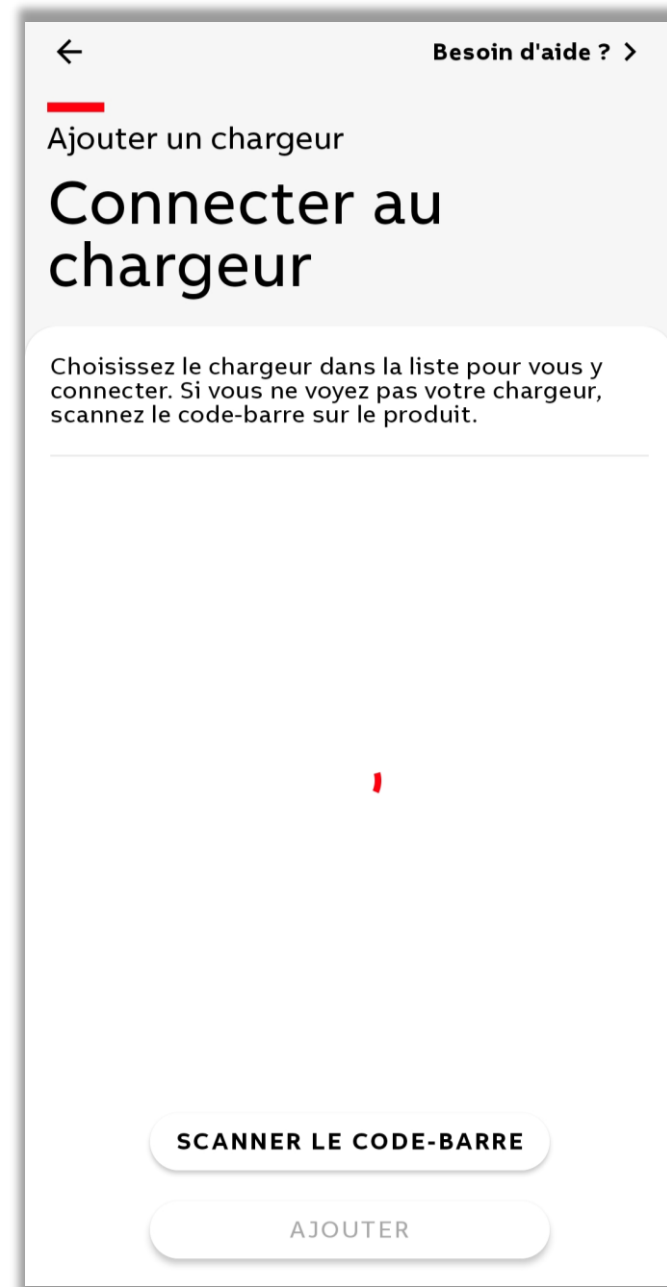 Besoin d'aide ?
Ajouter un chargeur
Connecter au
chargeur
Choisissez le chargeur dans la liste pour vous y
connecter. Si vous ne voyez pas votre chargeur,
scannez le code-barre sur le produit.
SCANNER LE CODE-BARRE
AJOUTER